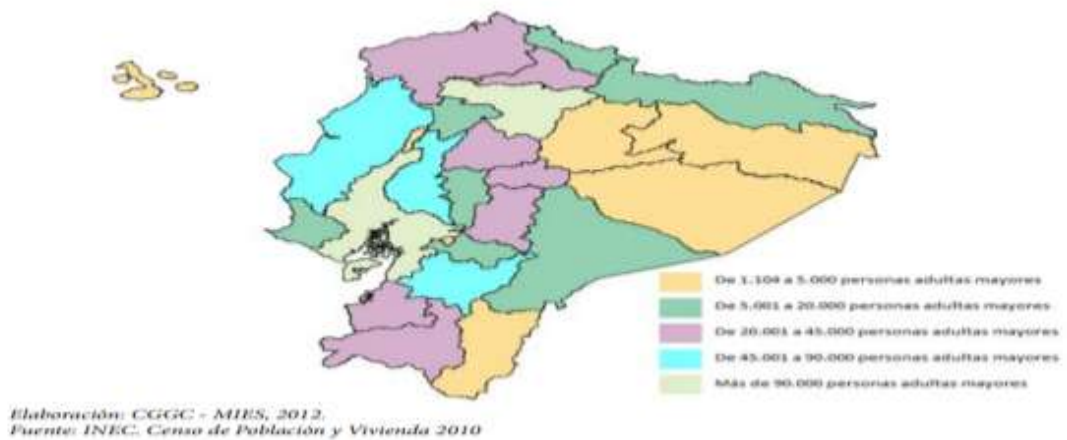 De 1.104 a 5.000 personas adultas mayores
De 5.001 a 20.000 personas adultas mayores
De 20.001 a 45.000 personas adultas mayores
De 45.001 a 90.000 personas adultas mayores
Más de 90.000 personas adultas mayores
Elaboración: CGGC - MIES, 2012.
Fuente: INEC. Censo de Población y Vivienda 2010